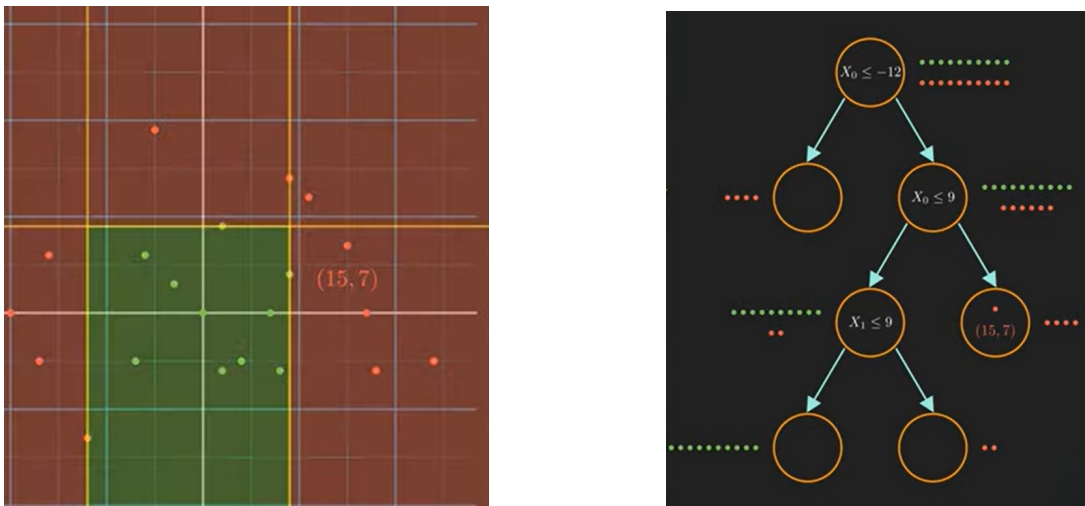 (15, 7)
X₀ ≤ −12
X₀ ≤ 9
X₁ ≤ 9
(15, 7)